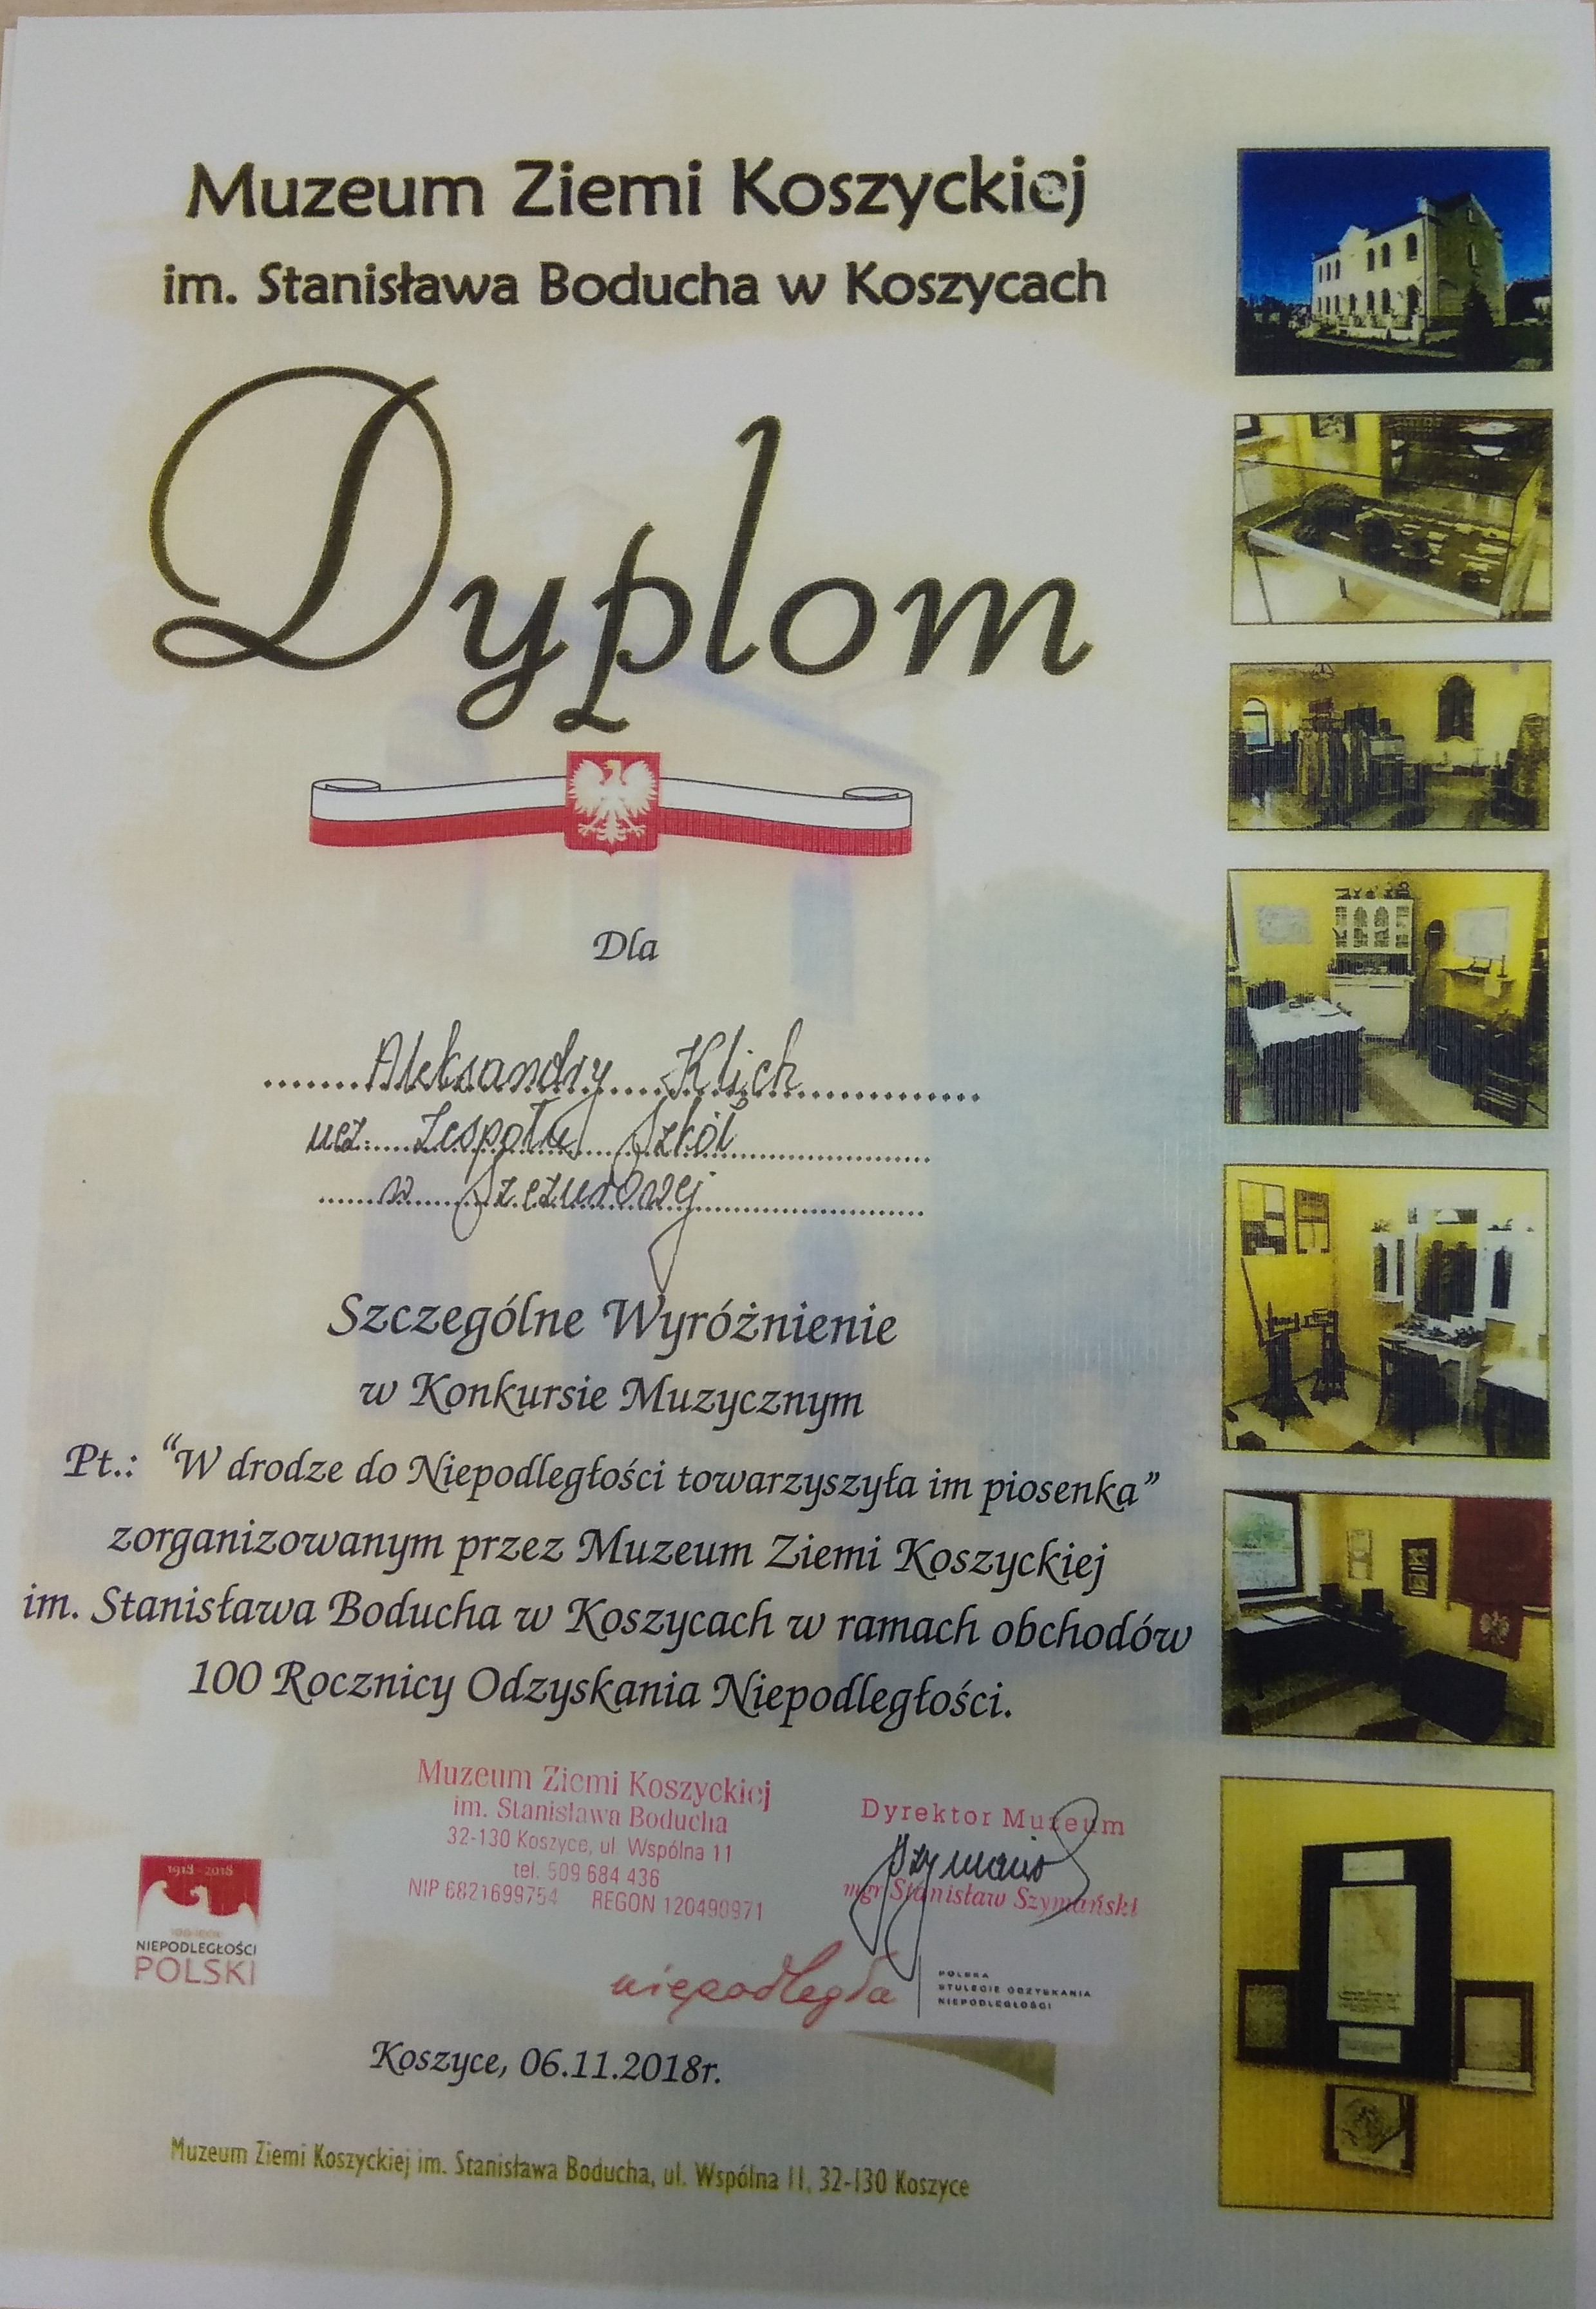 Muzeum Ziemi Koszyckiej
im. Stanisława Boducha w Koszycach
Dyplom
Dla
Aleksandry Klich
ucz. Zespołu Szkół
w Szczurowej
Szczególne Wyróżnienie
w Konkursie Muzycznym
Pt.: “W drodze do Niepodległości towarzyszyła im piosenka”
zorganizowanym przez Muzeum Ziemi Koszyckiej
im. Stanisława Boducha w Koszycach w ramach obchodów
100 Rocznicy Odzyskania Niepodległości.
Muzeum Ziemi Koszyckiej
im. Stanisława Boducha
32-130 Koszyce, ul. Wspólna 11
tel. 509 684 436
NIP 6821699754 REGON 120490971
Dyrektor Muzeum
mgr Stanisław Szymański
1918-2018
NIEPODLEGŁOŚCI
POLSKI
niepodległa
POLSKA
STULECIE ODZYSKANIA
NIEPODLEGŁOŚCI
Koszyce, 06.11.2018r.
Muzeum Ziemi Koszyckiej im. Stanisława Boducha, ul. Wspólna 11, 32-130 Koszyce